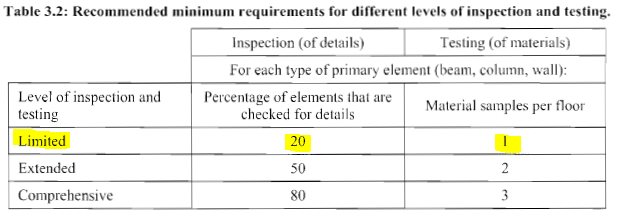 Table 3.2: Recommended minimum requirements for different levels of inspection and testing.
Inspection (of details) Testing (of materials)
For each type of primary element (beam, column, wall):
Level of inspection and testing Percentage of elements that are checked for details Material samples per floor
Limited 20 1
Extended 50 2
Comprehensive 80 3